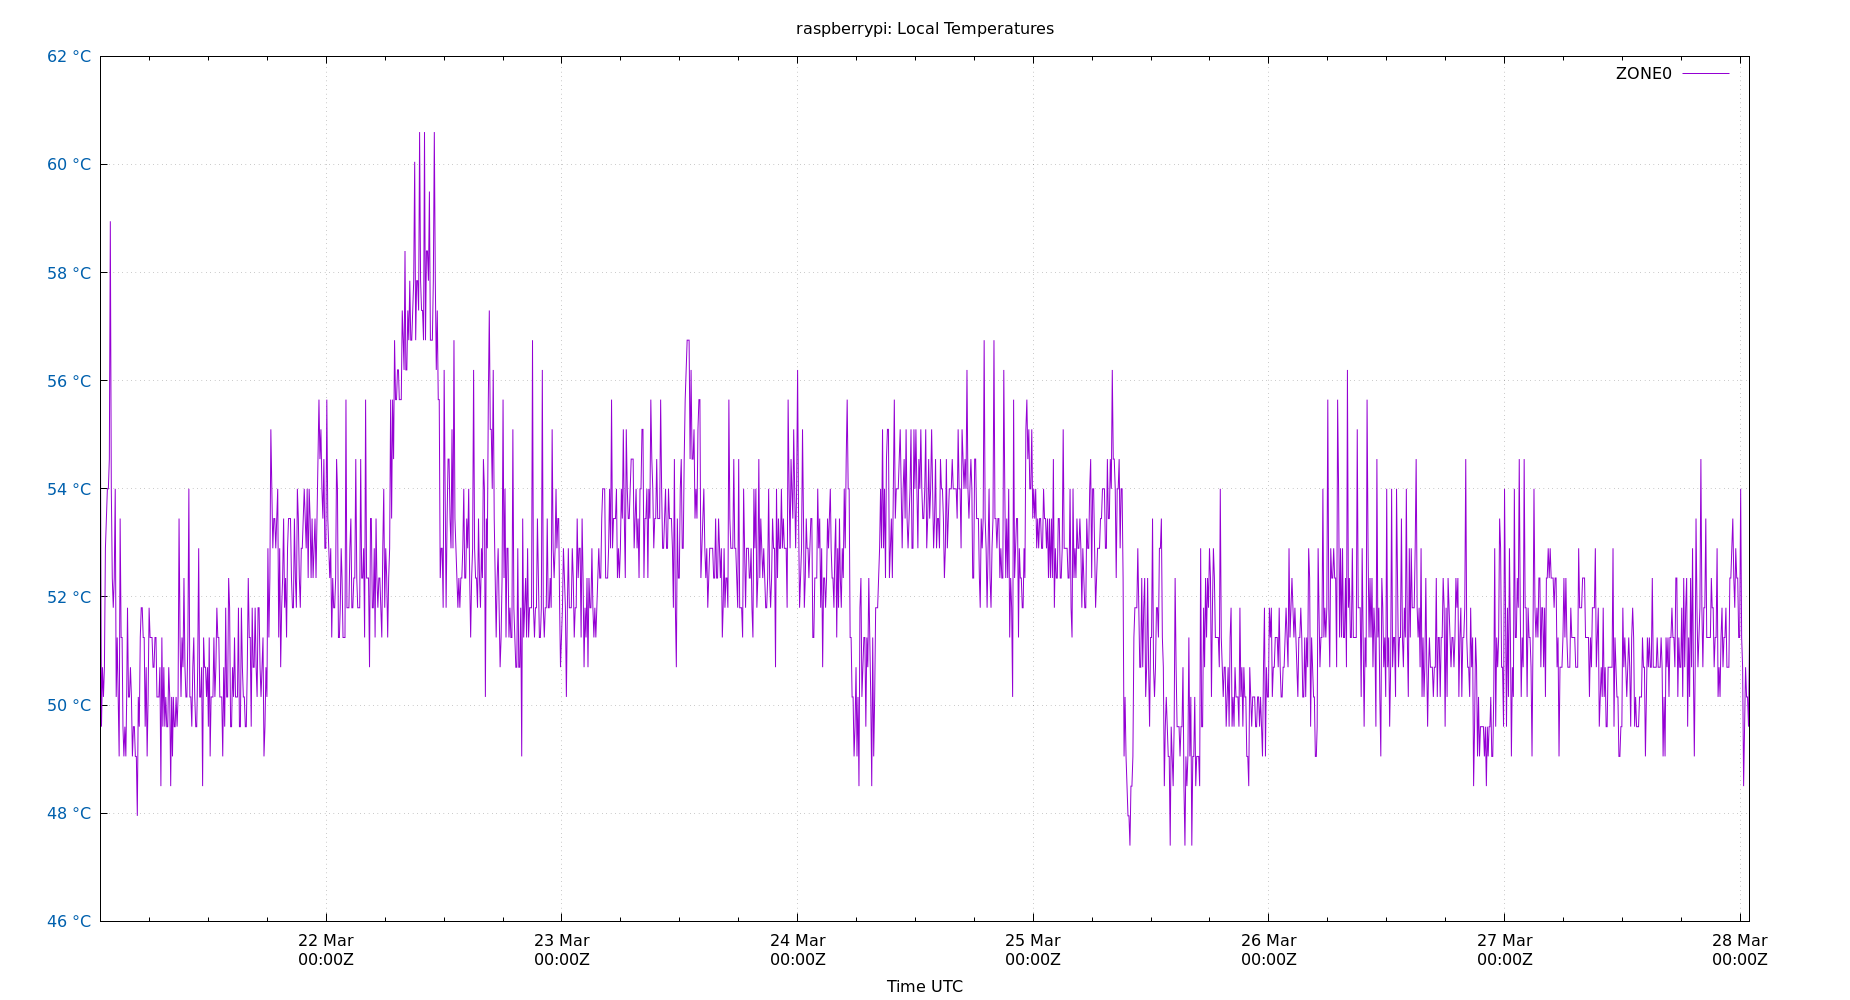 raspberrypi: Local Temperatures
ZONE0
62 °C
60 °C
58 °C
56 °C
54 °C
52 °C
50 °C
48 °C
46 °C
22 Mar
00:00Z
23 Mar
00:00Z
24 Mar
00:00Z
25 Mar
00:00Z
26 Mar
00:00Z
27 Mar
00:00Z
28 Mar
00:00Z
Time UTC